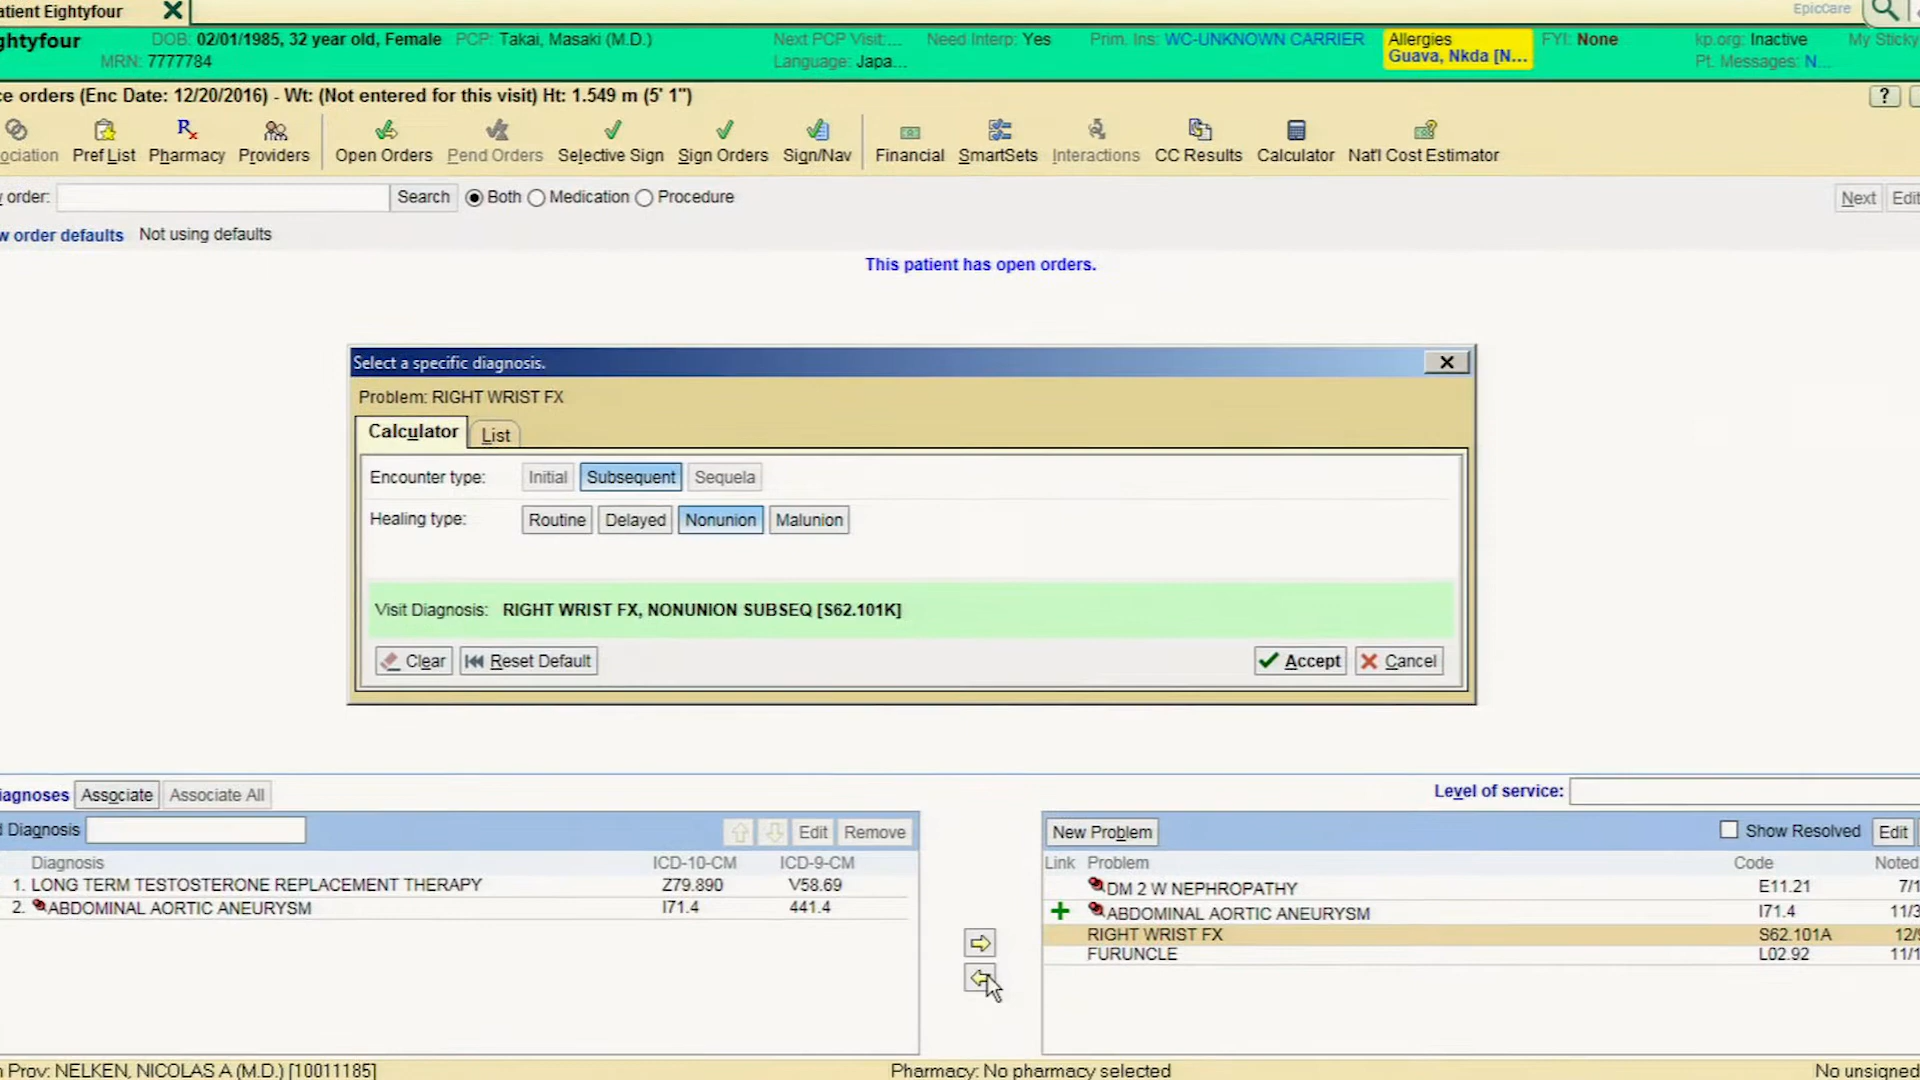 atient Eightyfour
EpicCare
ghtyfour DOB: 02/01/1985, 32 year old, Female PCP: Takai, Masaki (M.D.) Next PCP Visit:... Need Interp: Yes Prim. Ins: WC-UNKNOWN CARRIER Allergies FYI: None kp.org: Inactive My Sticky
MRN: 7777784 Language: Japa... Guava, Nkda [N... Pt. Messages: N...
ce orders (Enc Date: 12/20/2016) - Wt: (Not entered for this visit) Ht: 1.549 m (5' 1") ?
ociation Pref List Pharmacy Providers Open Orders Pend Orders Selective Sign Sign Orders Sign/Nav Financial SmartSets Interactions CC Results Calculator Nat'l Cost Estimator
order: Search Both Medication Procedure Next Edit
w order defaults Not using defaults
This patient has open orders.
Select a specific diagnosis.
Problem: RIGHT WRIST FX
Calculator List
Encounter type: Initial Subsequent Sequela
Healing type: Routine Delayed Nonunion Malunion
Visit Diagnosis: RIGHT WRIST FX, NONUNION SUBSEQ [S62.101K]
Clear Reset Default Accept Cancel
iagnoses Associate Associate All Level of service:
d Diagnosis Edit Remove New Problem Show Resolved Edit
Diagnosis ICD-10-CM ICD-9-CM Link Problem Code Noted
1. LONG TERM TESTOSTERONE REPLACEMENT THERAPY Z79.890 V58.69
2. ABDOMINAL AORTIC ANEURYSM I71.4 441.4
DM 2 W NEPHROPATHY E11.21 7/1
ABDOMINAL AORTIC ANEURYSM I71.4 11/3
RIGHT WRIST FX S62.101A 12/9
FURUNCLE L02.92 11/1
n Prov: NELKEN, NICOLAS A (M.D.) [10011185] Pharmacy: No pharmacy selected No unsigned